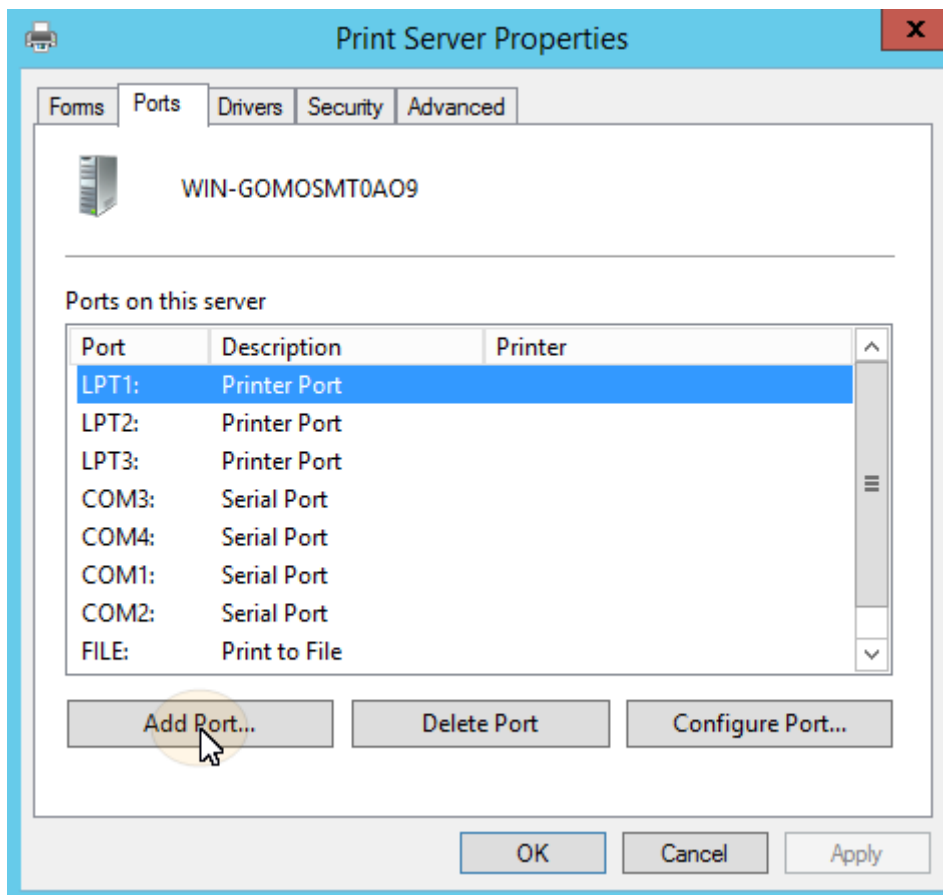 Print Server Properties
Forms Ports Drivers Security Advanced
WIN-GOMOSMT0AO9
Ports on this server
Port Description Printer
LPT1: Printer Port
LPT2: Printer Port
LPT3: Printer Port
COM3: Serial Port
COM4: Serial Port
COM1: Serial Port
COM2: Serial Port
FILE: Print to File
Add Port... Delete Port Configure Port...
OK Cancel Apply